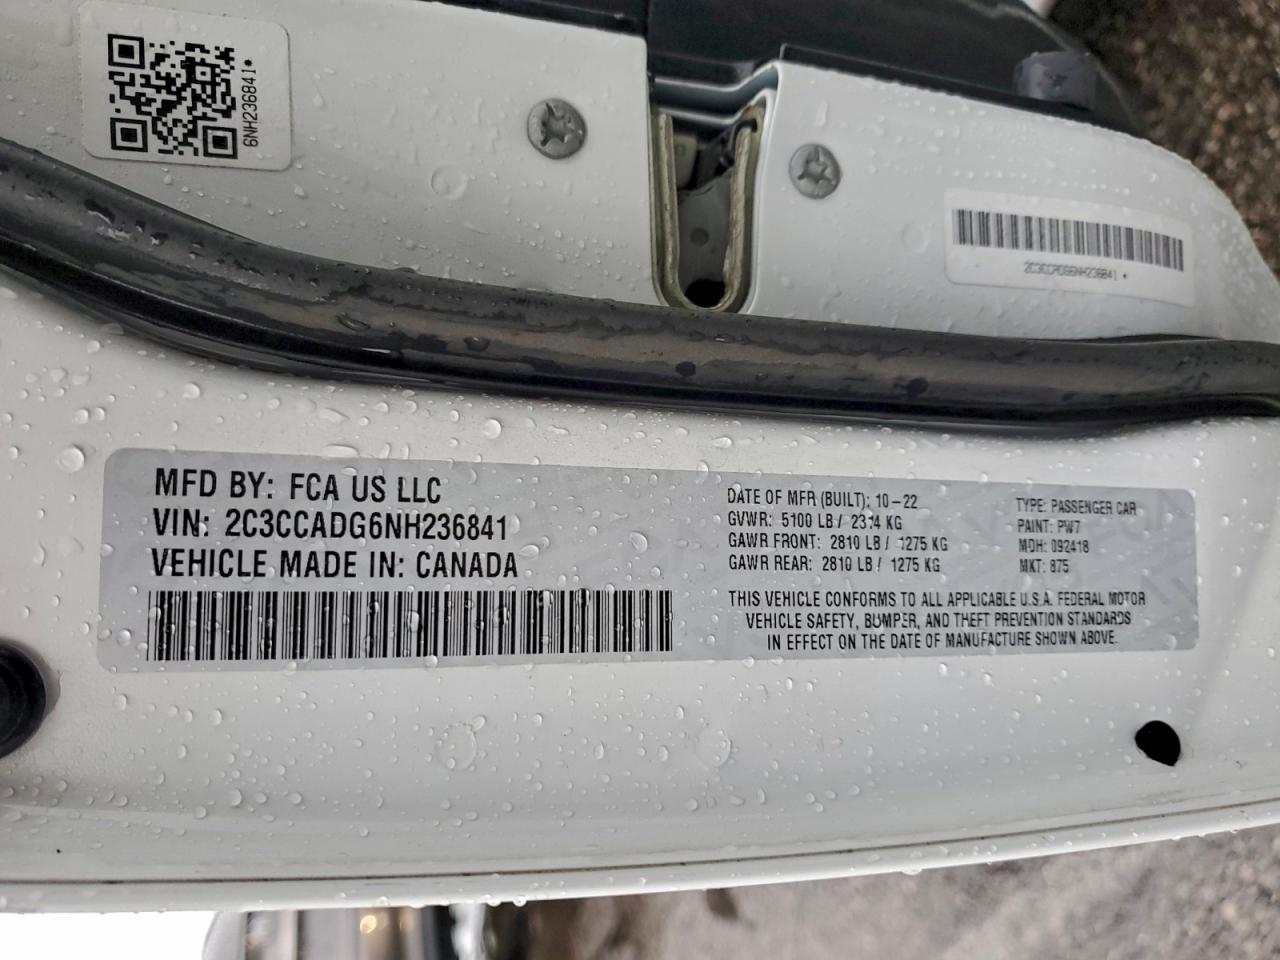 6NH236841*
2C3CCADG6NH236841 *
MFD BY: FCA US LLC
VIN: 2C3CCADG6NH236841
VEHICLE MADE IN: CANADA
DATE OF MFR (BUILT): 10-22
GVWR: 5100 LB / 2314 KG
GAWR FRONT: 2810 LB / 1275 KG
GAWR REAR: 2810 LB / 1275 KG
TYPE: PASSENGER CAR
PAINT: PW7
MDH: 092418
MKT: 875
THIS VEHICLE CONFORMS TO ALL APPLICABLE U.S.A. FEDERAL MOTOR
VEHICLE SAFETY, BUMPER, AND THEFT PREVENTION STANDARDS
IN EFFECT ON THE DATE OF MANUFACTURE SHOWN ABOVE.